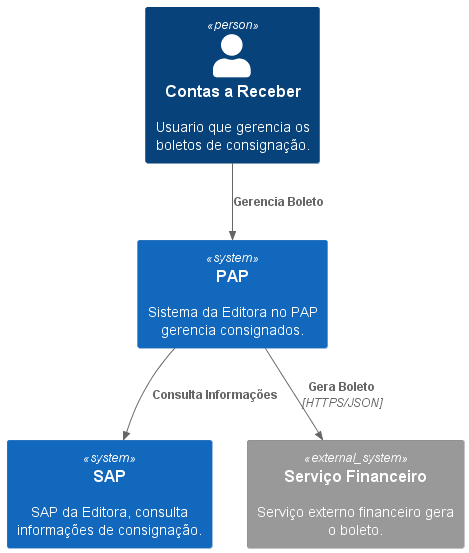 «person»
Contas a Receber
Usuario que gerencia os
boletos de consignação.
Gerencia Boleto
«system»
PAP
Sistema da Editora no PAP
gerencia consignados.
Consulta Informações
Gera Boleto
[HTTPS/JSON]
«system»
SAP
SAP da Editora, consulta
informações de consignação.
«external_system»
Serviço Financeiro
Serviço externo financeiro gera
o boleto.